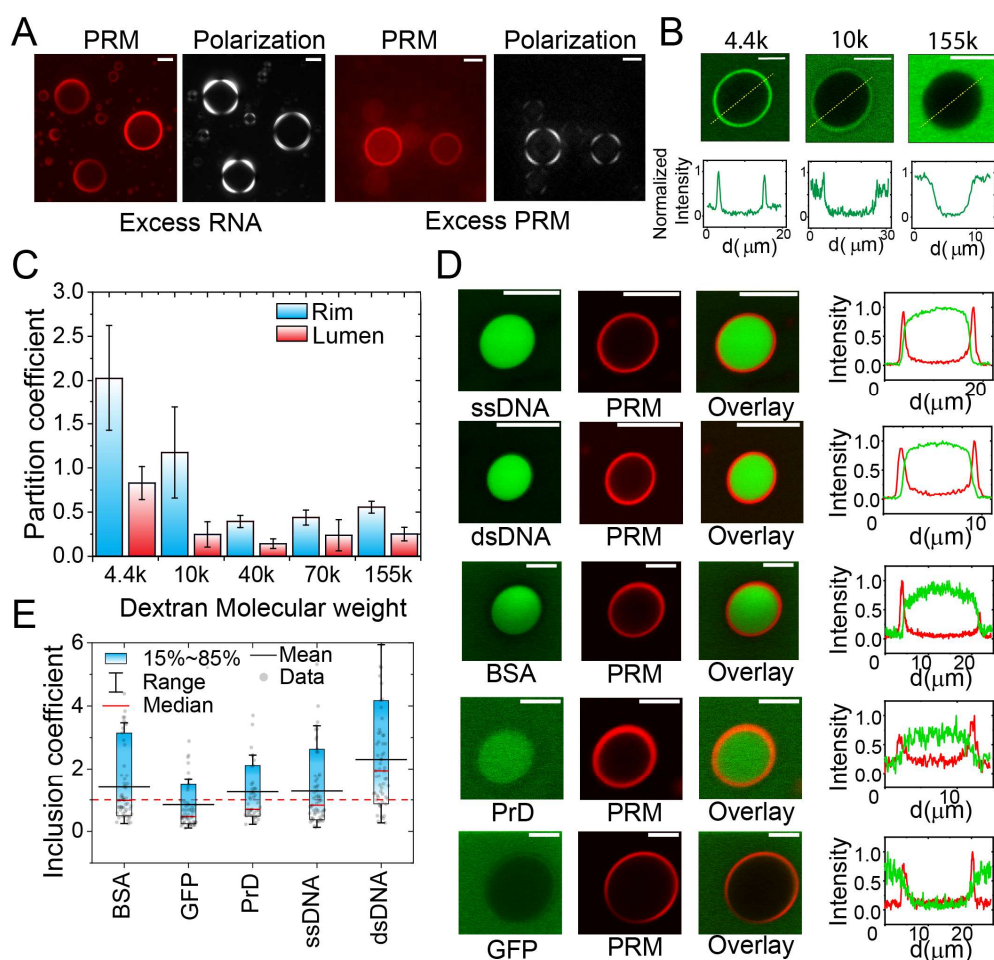 A
PRM
Polarization
PRM
Polarization
Excess RNA
Excess PRM
B
4.4k
10k
155k
Normalized
Intensity
1
0
0
20
d(μm)
1
0
0
30
d(μm)
1
0
0
10
d(μm)
C
Partition coefficient
3.0
2.5
2.0
1.5
1.0
0.5
0.0
Rim
Lumen
4.4k
10k
40k
70k
155k
Dextran Molecular weight
D
ssDNA
PRM
Overlay
Intensity
1.0
0.5
0.0
0
20
d(μm)
dsDNA
PRM
Overlay
Intensity
1.0
0.5
0.0
0
10
d(μm)
BSA
PRM
Overlay
Intensity
1.0
0.5
0.0
0
10
20
d(μm)
PrD
PRM
Overlay
Intensity
1.0
0.5
0.0
0
10
d(μm)
GFP
PRM
Overlay
Intensity
1.0
0.5
0.0
0
10
20
d(μm)
E
Inclusion coefficient
6
4
2
0
15%~85%
Range
Median
Mean
Data
BSA
GFP
PrD
ssDNA
dsDNA